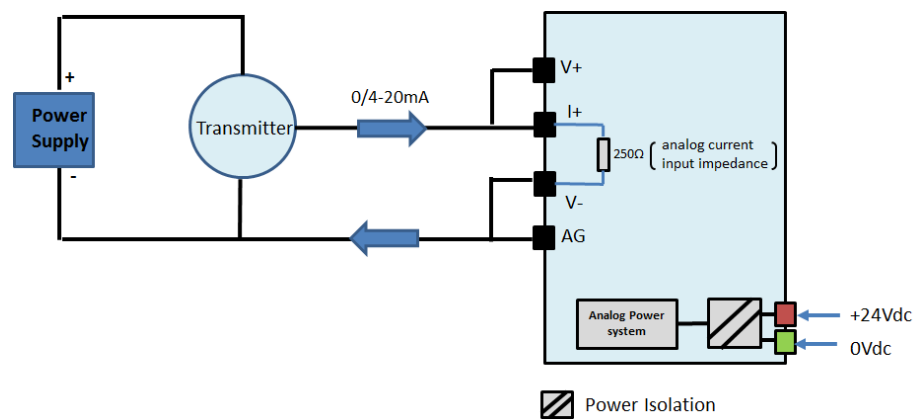 +
Power
Supply
-
Transmitter
0/4-20mA
V+
I+
250Ω
analog current
input impedance
V-
AG
Analog Power
system
+24Vdc
0Vdc
Power Isolation